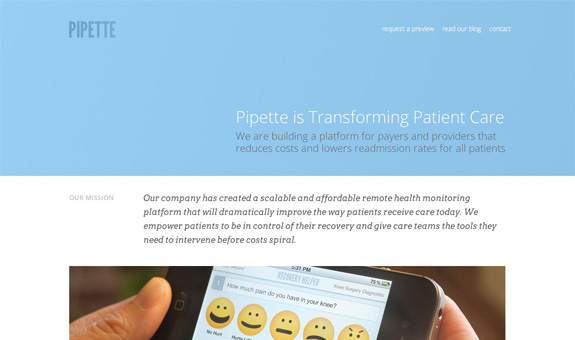 PIPETTE
request a preview read our blog contact
Pipette is Transforming Patient Care
We are building a platform for payers and providers that
reduces costs and lowers readmission rates for all patients
OUR MISSION
Our company has created a scalable and affordable remote health monitoring
platform that will dramatically improve the way patients receive care today. We
empower patients to be in control of their recovery and give care teams the tools they
need to intervene before costs spiral.
5:31 PM
75%
RECOVERY HELPER
Knee Surgery Diagnostic
How much pain do you have in your knee?
No Hurt